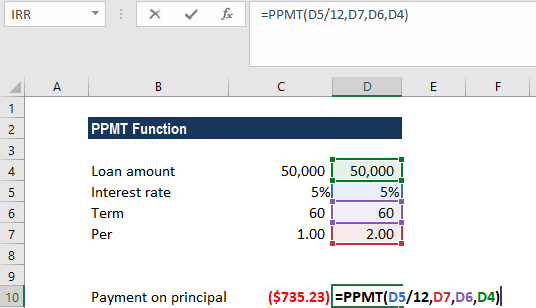 IRR fx =PPMT(D5/12,D7,D6,D4)
A B C D E F
1
2 PPMT Function
3
4 Loan amount 50,000 50,000
5 Interest rate 5% 5%
6 Term 60 60
7 Per 1.00 2.00
8
9
10 Payment on principal ($735.23) =PPMT(D5/12,D7,D6,D4)